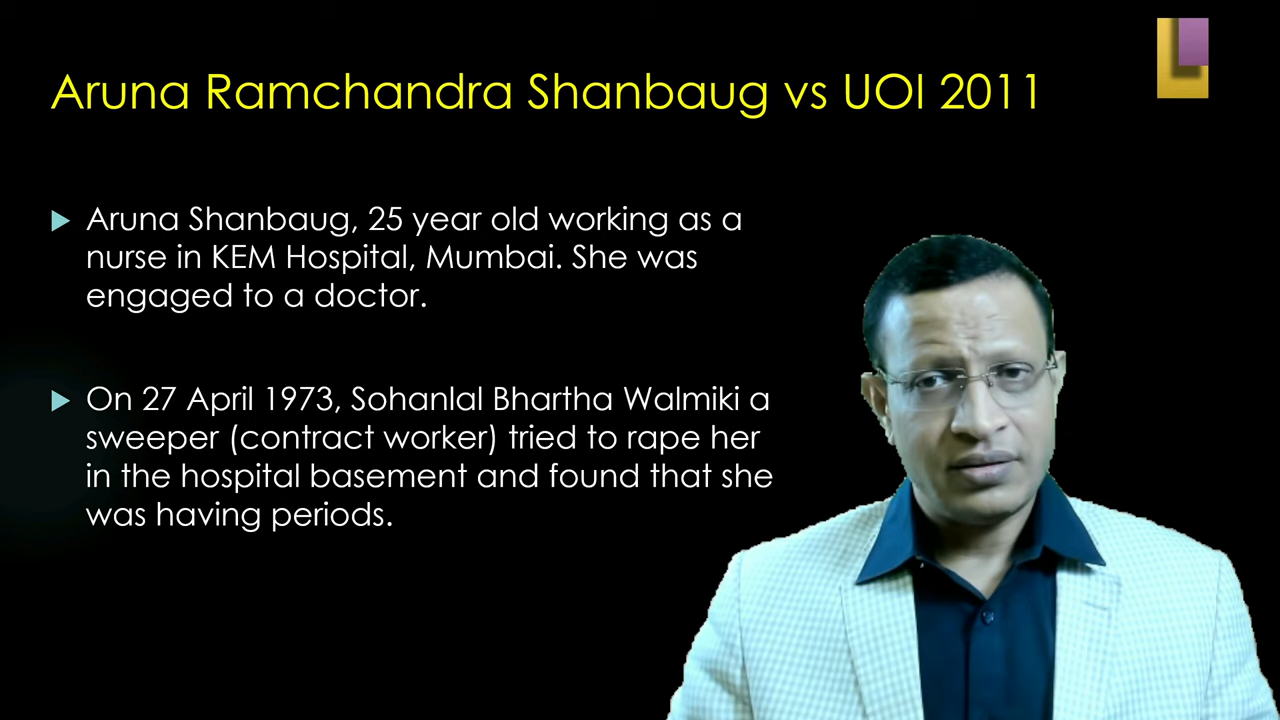 Aruna Ramchandra Shanbaug vs UOI 2011
Aruna Shanbaug, 25 year old working as a
nurse in KEM Hospital, Mumbai. She was
engaged to a doctor.
On 27 April 1973, Sohanlal Bhartha Walmiki a
sweeper (contract worker) tried to rape her
in the hospital basement and found that she
was having periods.